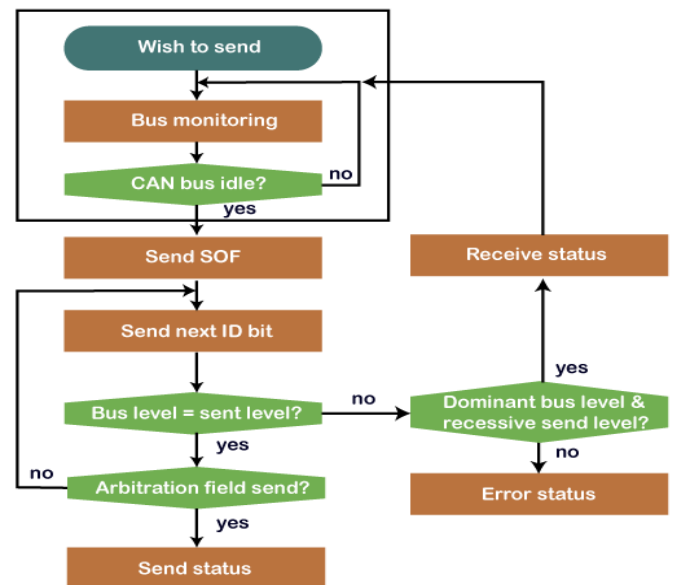 Wish to send
Bus monitoring
CAN bus idle?
no
yes
Send SOF
Receive status
Send next ID bit
Bus level = sent level?
no
yes
Dominant bus level &
recessive send level?
yes
no
Arbitration field send?
no
yes
Error status
Send status